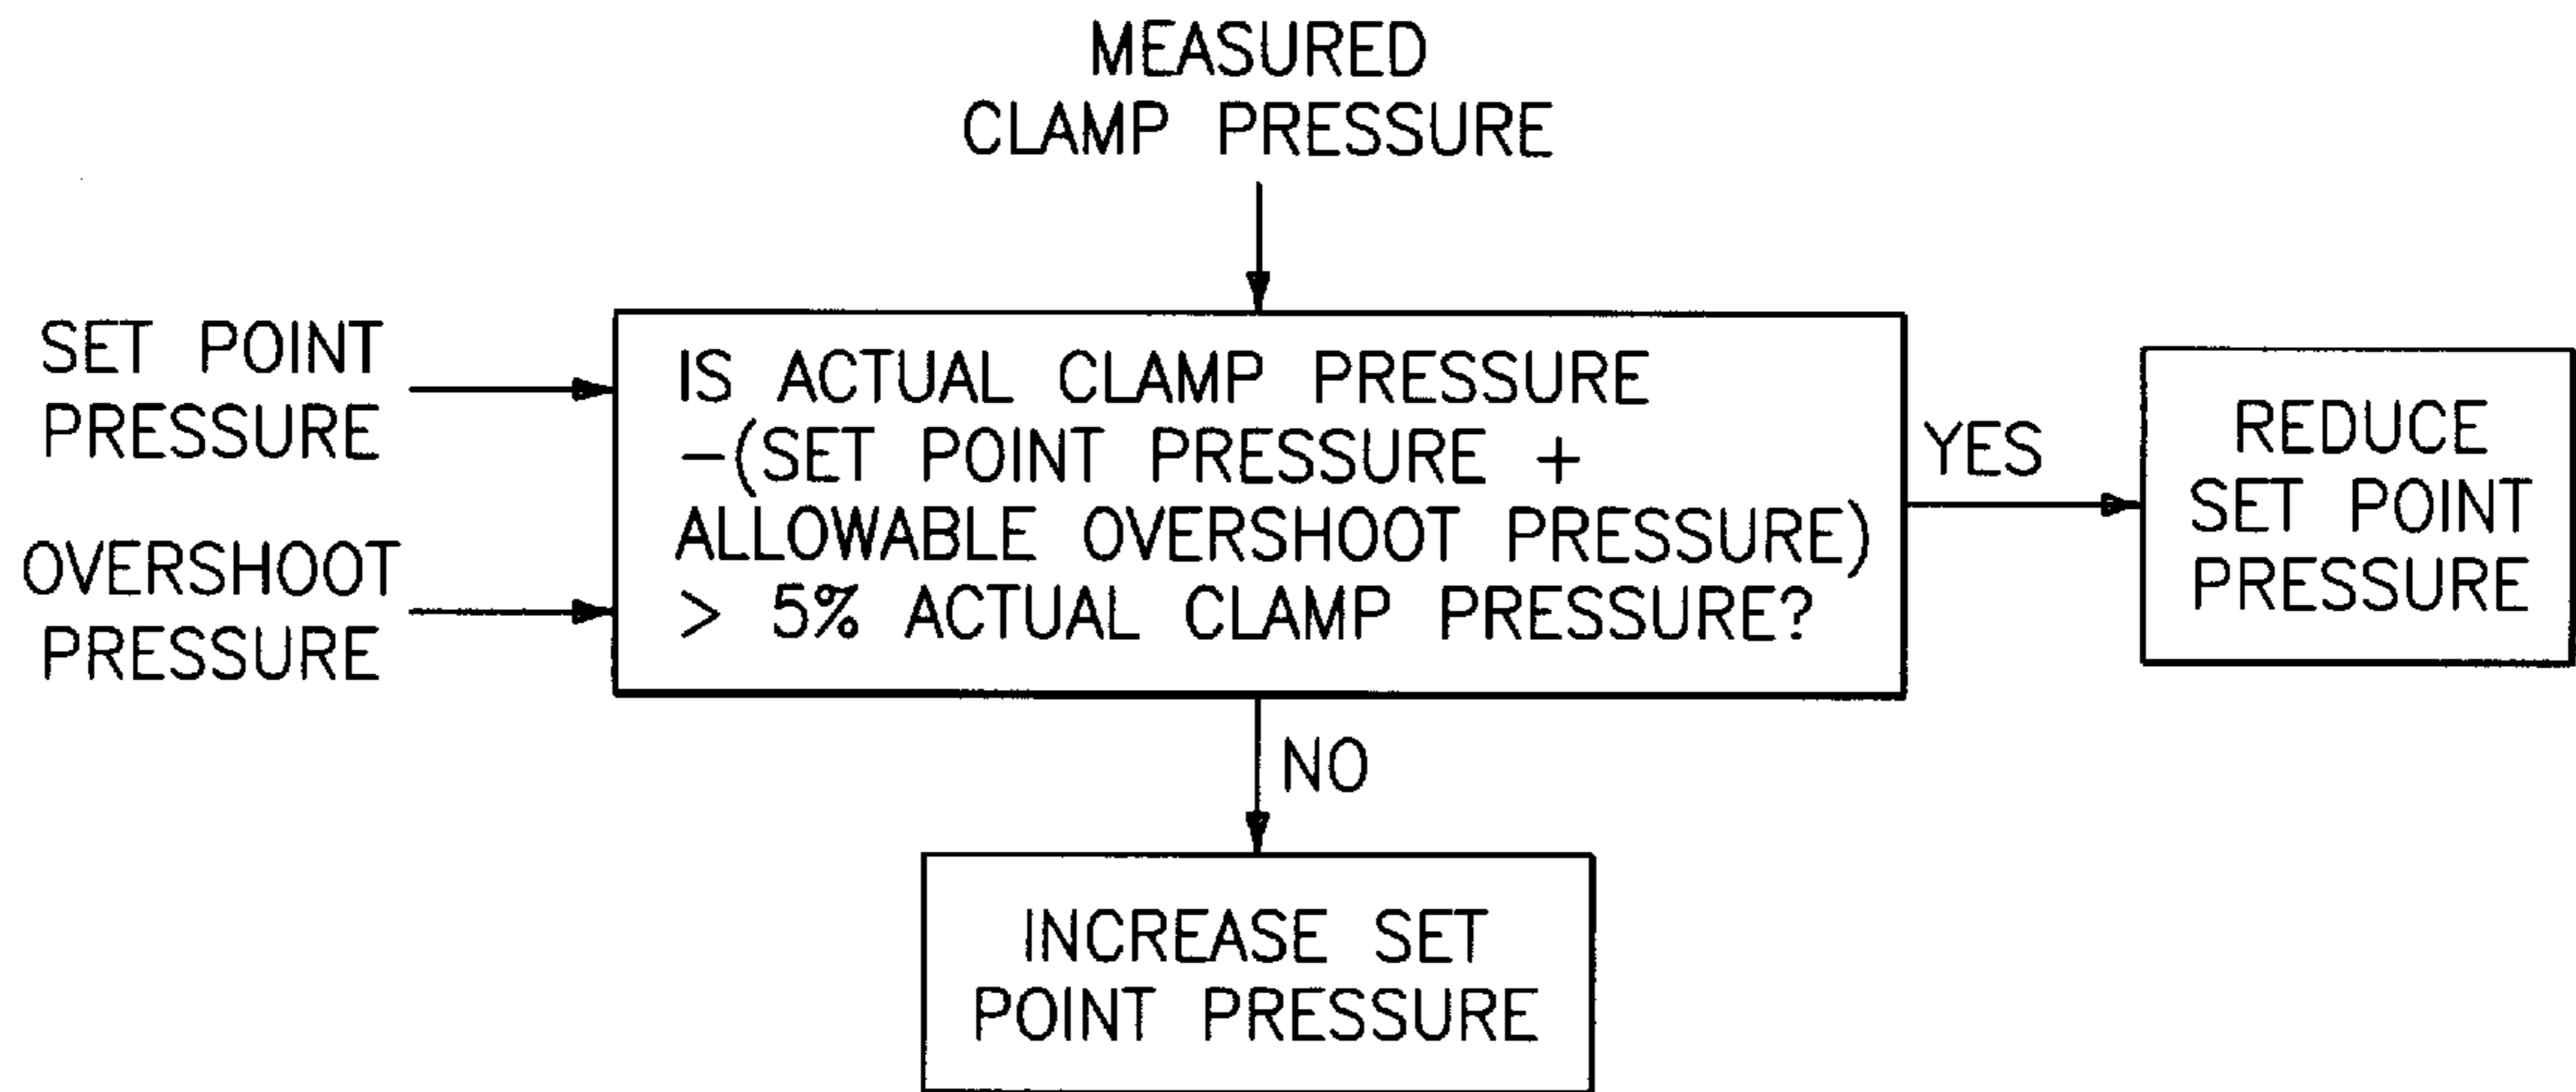 MEASURED
CLAMP PRESSURE
SET POINT
PRESSURE
OVERSHOOT
PRESSURE
IS ACTUAL CLAMP PRESSURE
-(SET POINT PRESSURE +
ALLOWABLE OVERSHOOT PRESSURE)
> 5% ACTUAL CLAMP PRESSURE?
YES
REDUCE
SET POINT
PRESSURE
NO
INCREASE SET
POINT PRESSURE